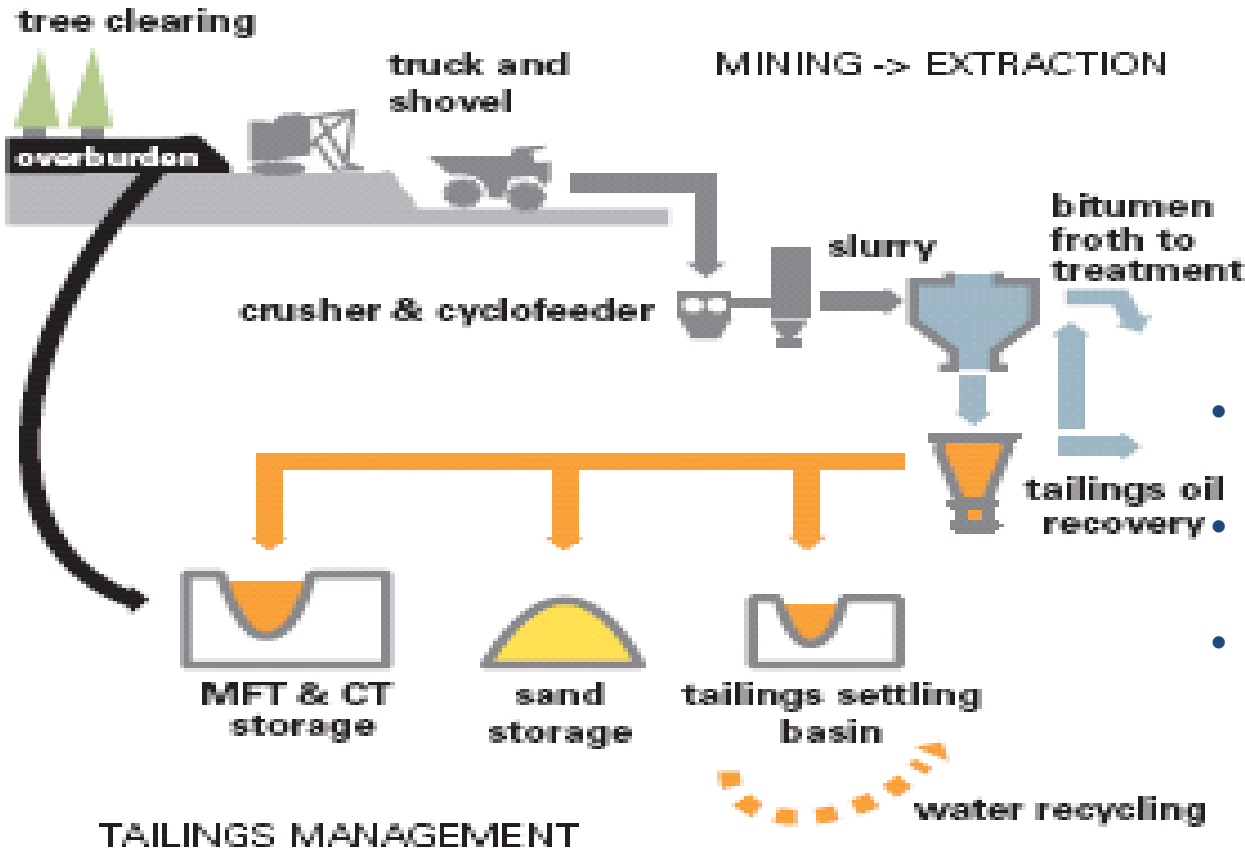 tree clearing
truck and
shovel
MINING -> EXTRACTION
overburden
bitumen
froth to
treatment
slurry
crusher & cyclofeeder
tailings oil
recovery
MFT & CT
storage
sand
storage
tailings settling
basin
water recycling
TAILINGS MANAGEMENT